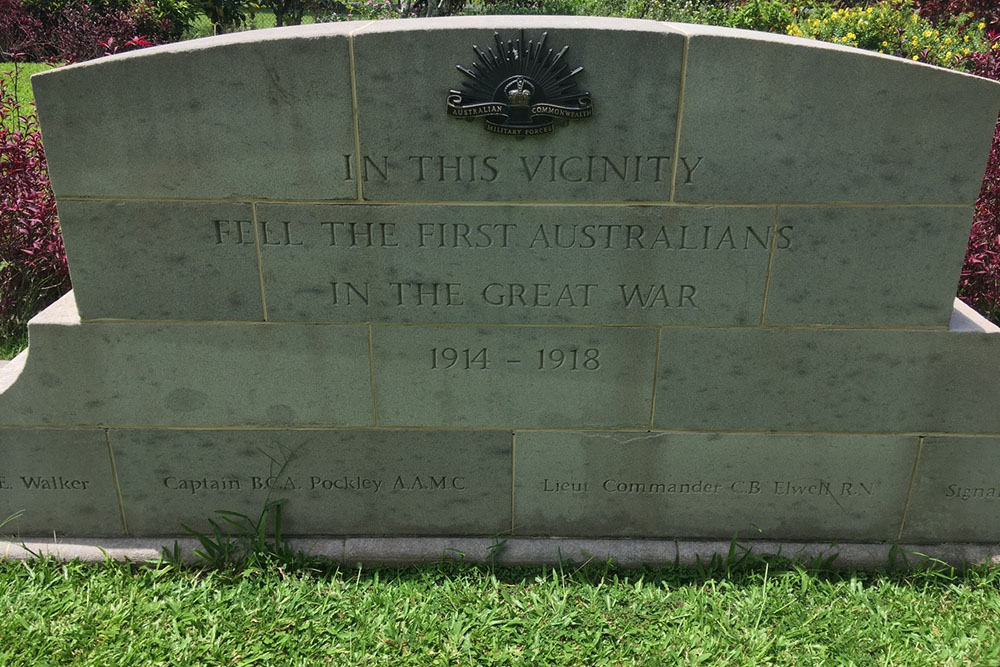 AUSTRALIAN COMMONWEALTH
MILITARY FORCES
IN THIS VICINITY
FELL THE FIRST AUSTRALIANS
IN THE GREAT WAR
1914 – 1918
E. Walker
Captain B.C.A. Pockley A.A.M.C
Lieut Commander C.B Elwell R.N
Signa